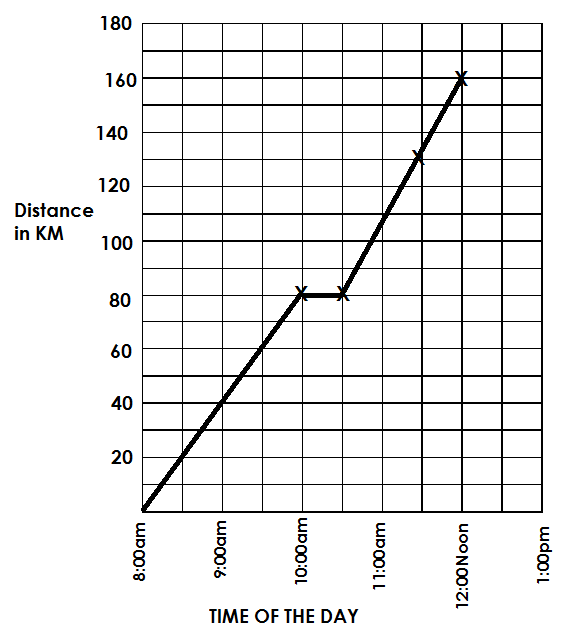 180
160
140
120
Distance
in KM
100
80
60
40
20
8:00am
9:00am
10:00am
11:00am
12:00Noon
1:00pm
TIME OF THE DAY